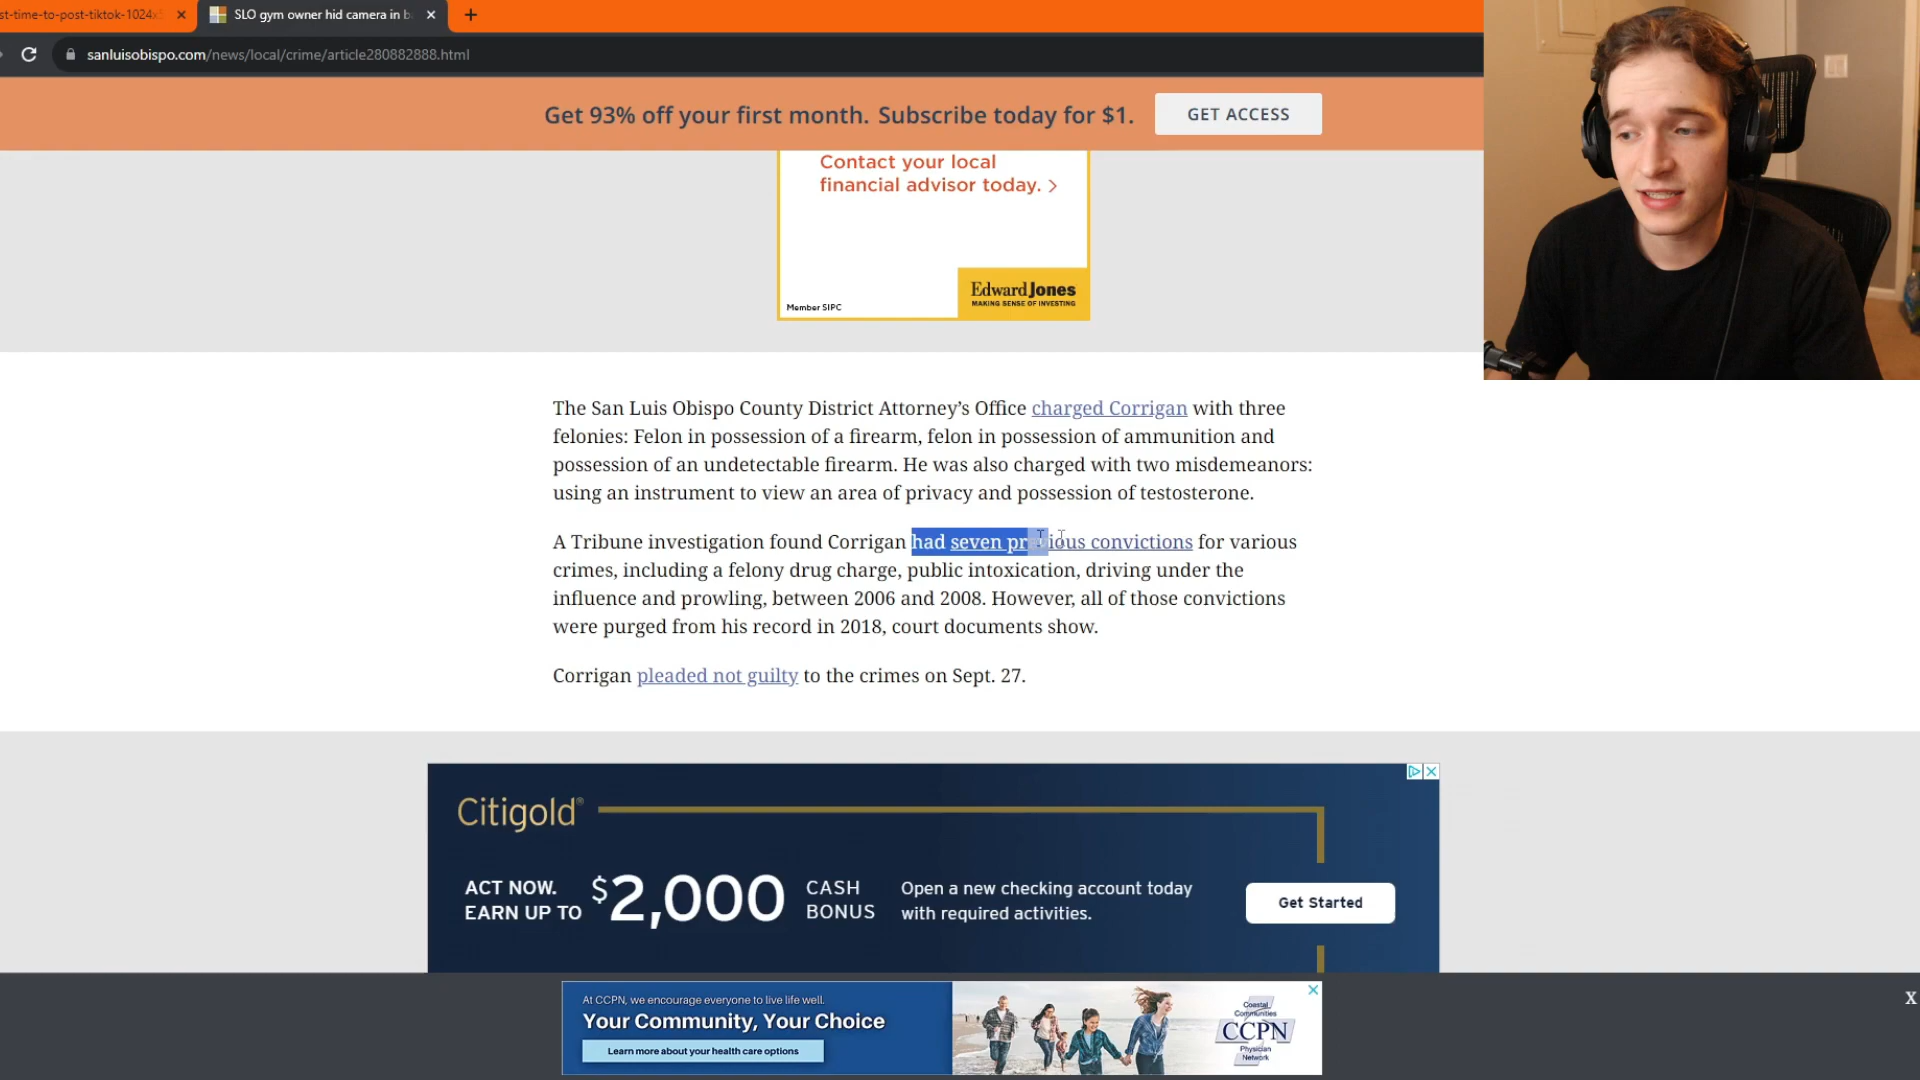 st-time-to-post-tiktok-1024x5
SLO gym owner hid camera in b
sanluisobispo.com/news/local/crime/article280882888.html
Get 93% off your first month. Subscribe today for $1.
GET ACCESS
Contact your local
financial advisor today. >
Member SIPC
Edward Jones
MAKING SENSE OF INVESTING
The San Luis Obispo County District Attorney’s Office charged Corrigan with three
felonies: Felon in possession of a firearm, felon in possession of ammunition and
possession of an undetectable firearm. He was also charged with two misdemeanors:
using an instrument to view an area of privacy and possession of testosterone.
A Tribune investigation found Corrigan had seven previous convictions for various
crimes, including a felony drug charge, public intoxication, driving under the
influence and prowling, between 2006 and 2008. However, all of those convictions
were purged from his record in 2018, court documents show.
Corrigan pleaded not guilty to the crimes on Sept. 27.
Citigold®
ACT NOW.
EARN UP TO
$2,000
CASH
BONUS
Open a new checking account today
with required activities.
Get Started
At CCPN, we encourage everyone to live life well.
Your Community, Your Choice
Learn more about your health care options
Coastal
Communities
CCPN
Physician
Network
X